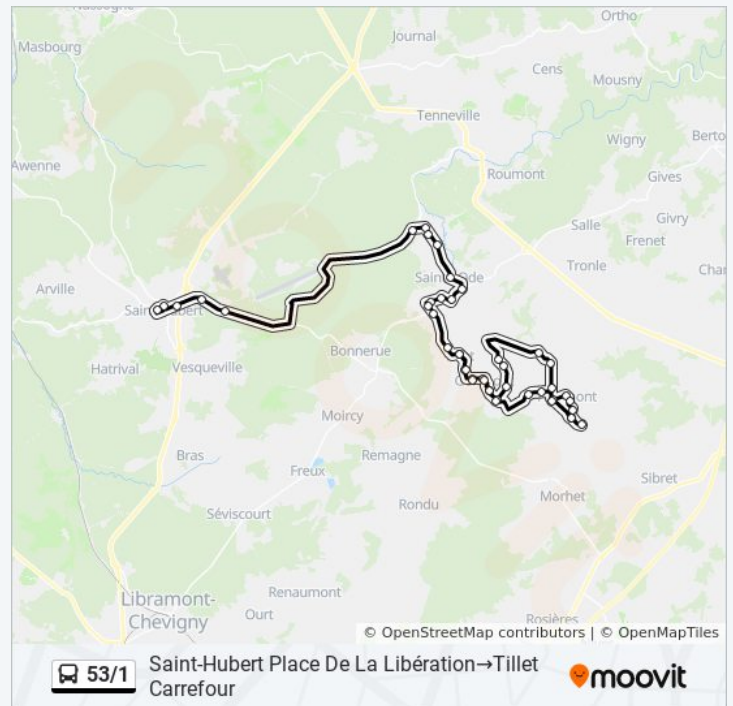 Nassogne
Ortho
Journal
Masbourg
Cens
Mousny
Tenneville
Wigny
Berto
Awenne
Roumont
Gives
Givry
Salle
Frenet
Tronle
Char
Arville
Bonnerue
Hatrival
Vesqueville
Moircy
Bras
Remagne
Freux
Sibret
Rondu
Morhet
Séviscourt
Renaumont
Libramont-
Chevigny
Ourt
Rosières
© OpenStreetMap contributors | © OpenMapTiles
53/1
Saint-Hubert Place De La Libération→Tillet
Carrefour
moovit